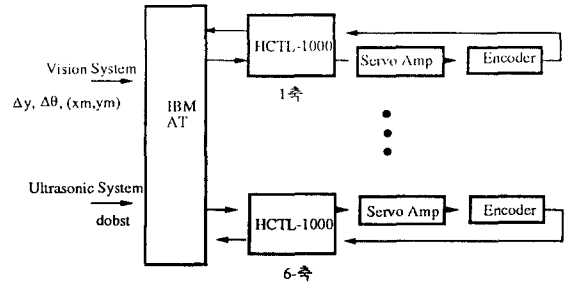 HCTL-1000
Servo Amp
Encoder
1축
Vision System
Δy, Δθ, (xm,ym)
IBM
AT
Ultrasonic System
dobst
HCTL-1000
Servo Amp
Encoder
6-축